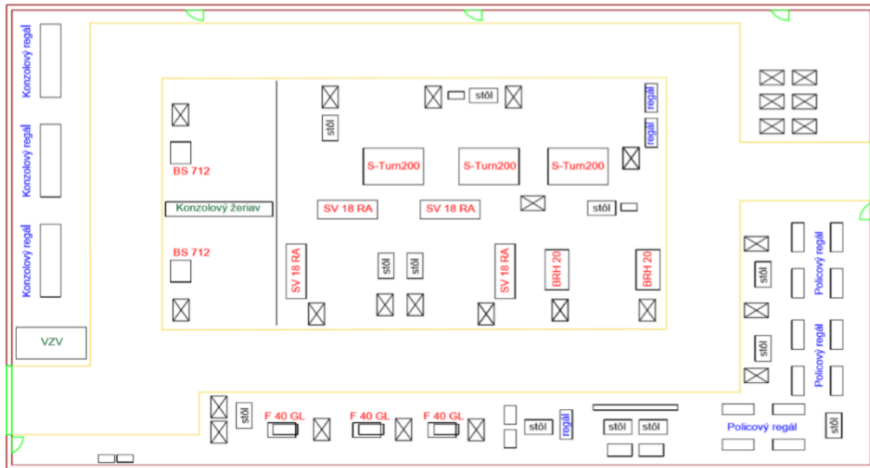 Konzolový regál
Konzolový regál
Konzolový regál
VZV
BS 712
Konzolový žeriav
BS 712
stôl
stôl
regál
regál
S-Turn200
S-Turn200
S-Turn200
SV 18 RA
SV 18 RA
stôl
SV 18 RA
stôl
stôl
SV 18 RA
BRH 20
BRH 20
stôl
stôl
Policový regál
Policový regál
stôl
F 40 GL
F 40 GL
F 40 GL
stôl
regál
stôl
stôl
Policový regál
stôl